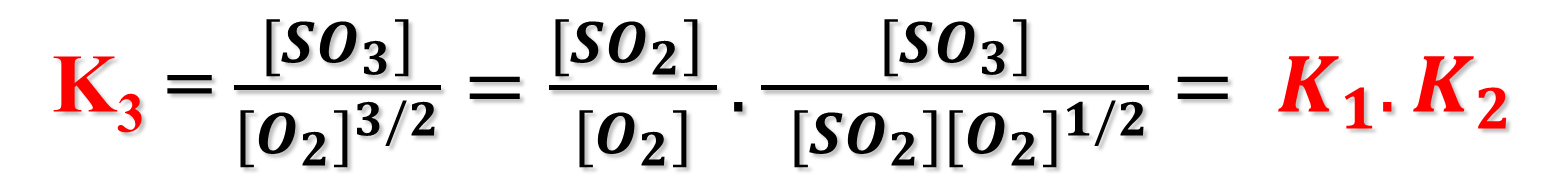 K₃ = [SO₃]/[O₂]^{3/2} = [SO₂]/[O₂] . [SO₃]/[SO₂][O₂]^{1/2} = K₁. K₂